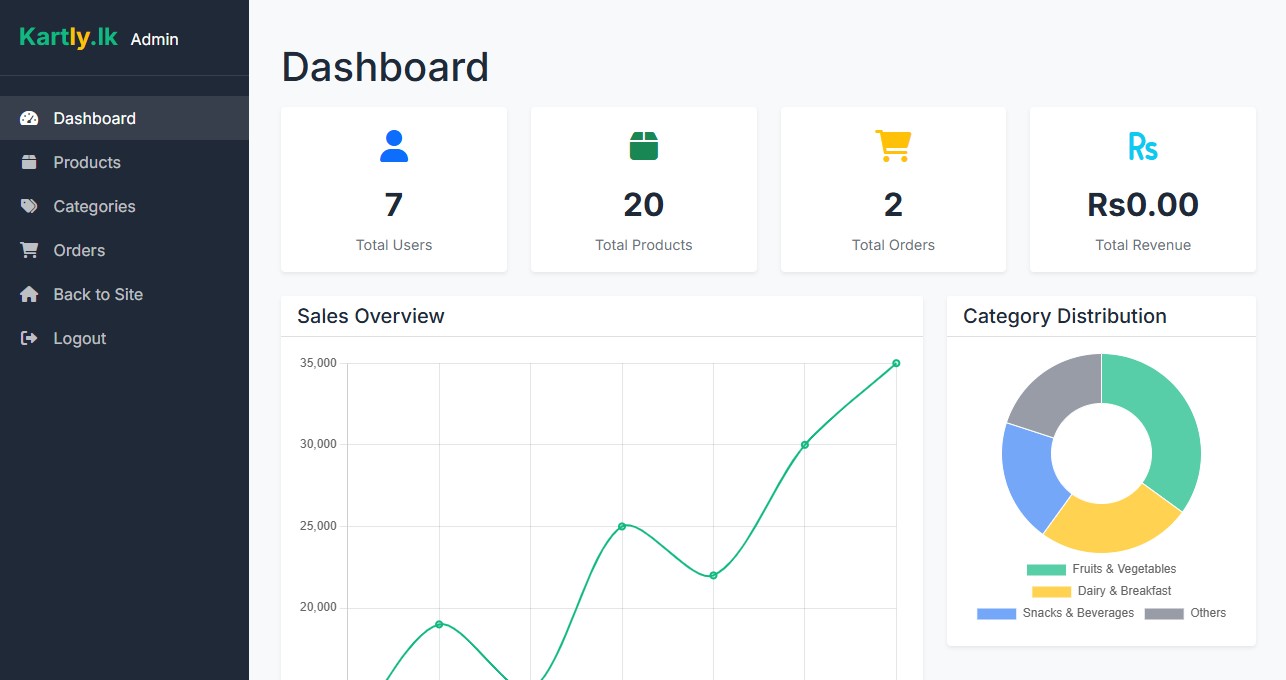 Kartly.lk Admin
Dashboard
Products
Categories
Orders
Back to Site
Logout
Dashboard
7
Total Users
20
Total Products
2
Total Orders
Rs
Rs0.00
Total Revenue
Sales Overview
35,000
30,000
25,000
20,000
Category Distribution
Fruits & Vegetables
Dairy & Breakfast
Snacks & Beverages Others